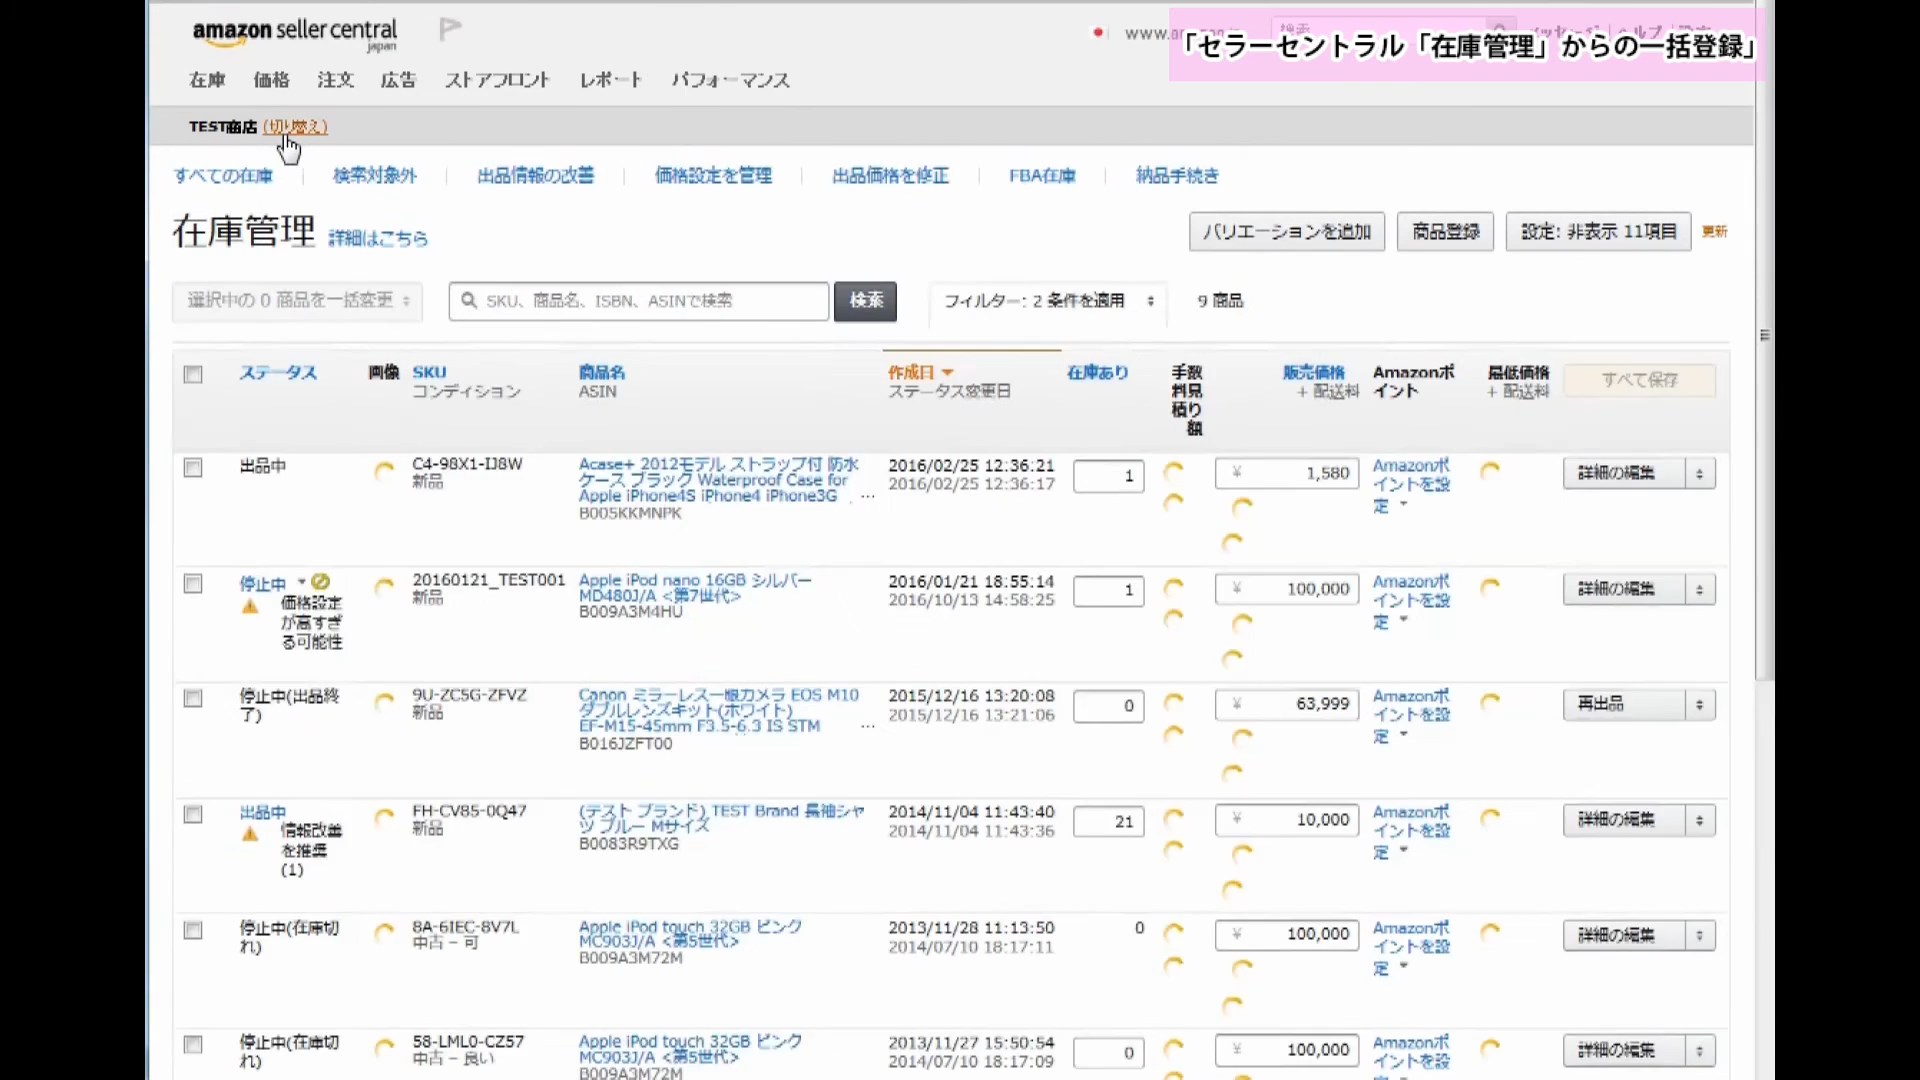 amazon seller central
japan
「セラーセントラル「在庫管理」からの一括登録」
在庫 価格 注文 広告 ストアフロント レポート パフォーマンス
TEST商店 (切り替え)
すべての在庫 検索対象外 出品情報の改善 価格設定を管理 出品価格を修正 FBA在庫 納品手続き
在庫管理 詳細はこちら
バリエーションを追加 商品登録 設定: 非表示 11項目 更新
選択中の 0 商品を一括変更 SKU、商品名、ISBN、ASINで検索 検索 フィルター: 2 条件を適用 9 商品
ステータス 画像 SKU
コンディション
商品名
ASIN
作成日
ステータス変更日
在庫あり
手数
料見
積り
額
販売価格
+ 配送料
Amazonポ
イント
最低価格
+ 配送料
すべて保存
出品中
C4-98X1-IJ8W
新品
Acase+ 2012モデル ストラップ付 防水
ケース ブラック Waterproof Case for
Apple iPhone4S iPhone4 iPhone3G ...
B005KKMNPK
2016/02/25 12:36:21
2016/02/25 12:36:17
1
¥ 1,580
Amazonポ
イントを設
定
詳細の編集
停止中
価格設定
が高すぎ
る可能性
20160121_TEST001
新品
Apple iPod nano 16GB シルバー
MD480J/A <第7世代>
B009A3M4HU
2016/01/21 18:55:14
2016/10/13 14:58:25
1
¥ 100,000
Amazonポ
イントを設
定
詳細の編集
停止中(出品終
了)
9U-ZC5G-ZFVZ
新品
Canon ミラーレス一眼カメラ EOS M10
ダブルレンズキット(ホワイト)
EF-M15-45mm F3.5-6.3 IS STM ...
B016JZFT00
2015/12/16 13:20:08
2015/12/16 13:21:06
0
¥ 63,999
Amazonポ
イントを設
定
再出品
出品中
情報改善
を推奨
(1)
FH-CV85-0Q47
新品
(テスト ブランド) TEST Brand 長袖シャ
ツ ブルー Mサイズ
B0083R9TXG
2014/11/04 11:43:40
2014/11/04 11:43:36
21
¥ 10,000
Amazonポ
イントを設
定
詳細の編集
停止中(在庫切
れ)
8A-6IEC-8V7L
中古 – 可
Apple iPod touch 32GB ピンク
MC903J/A <第5世代>
B009A3M72M
2013/11/28 11:13:50
2014/07/10 18:17:11
0
¥ 100,000
Amazonポ
イントを設
定
詳細の編集
停止中(在庫切
れ)
58-LML0-CZ57
中古 – 良い
Apple iPod touch 32GB ピンク
MC903J/A <第5世代>
B009A3M72M
2013/11/27 15:50:54
2014/07/10 18:17:09
0
¥ 100,000
Amazonポ
イントを設
詳細の編集